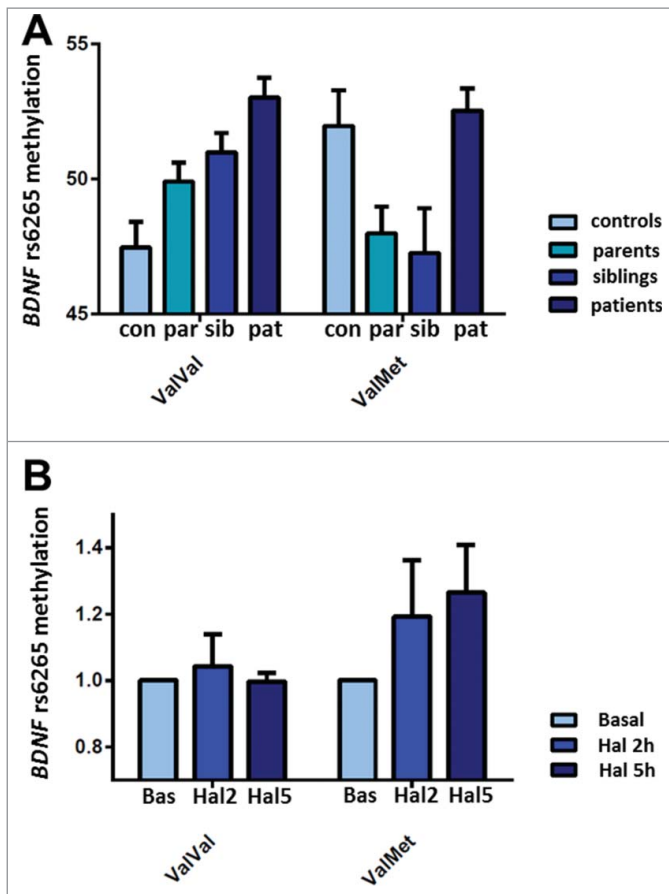 A
BDNF rs6265 methylation
55
50
45
con par sib pat con par sib pat
ValVal ValMet
controls
parents
siblings
patients
B
BDNF rs6265 methylation
1.4
1.2
1.0
0.8
Bas Hal2 Hal5 Bas Hal2 Hal5
ValVal ValMet
Basal
Hal 2h
Hal 5h